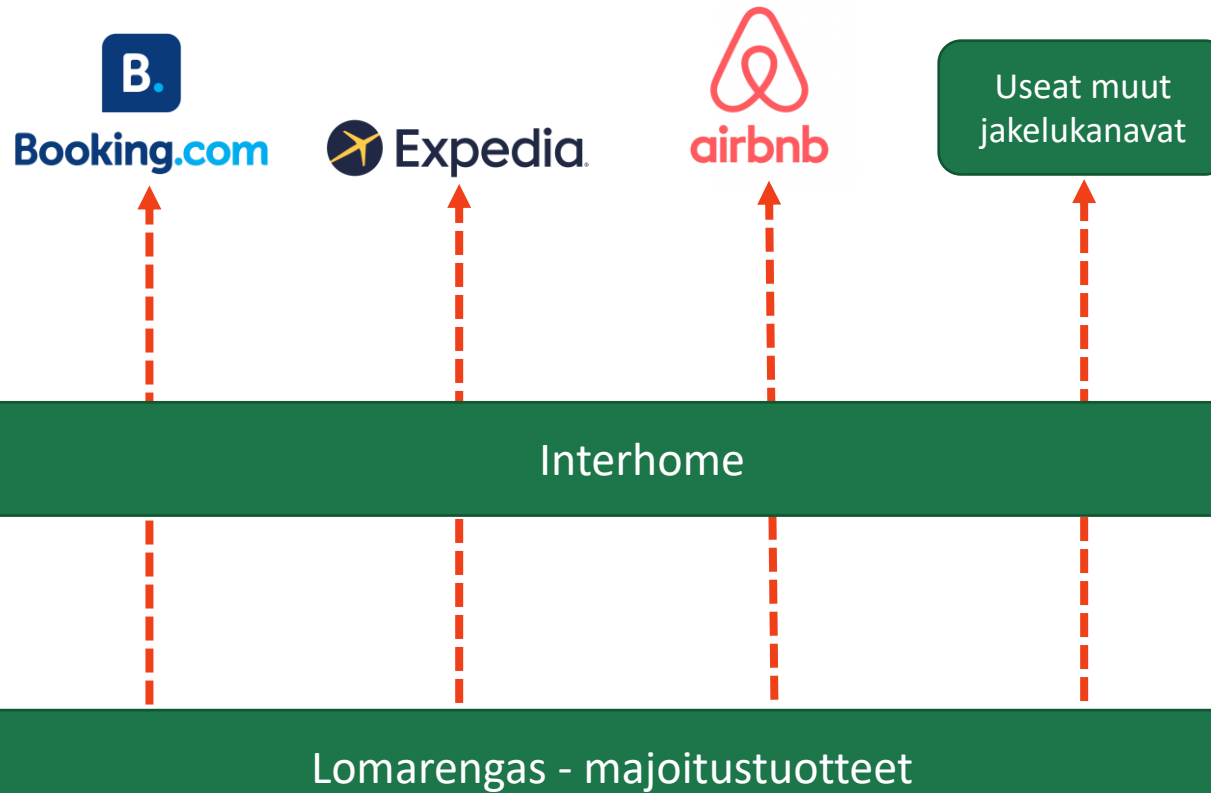 B.
Booking.com
Expedia
airbnb
Useat muut
jakelukanavat
Interhome
Lomarengas - majoitustuotteet